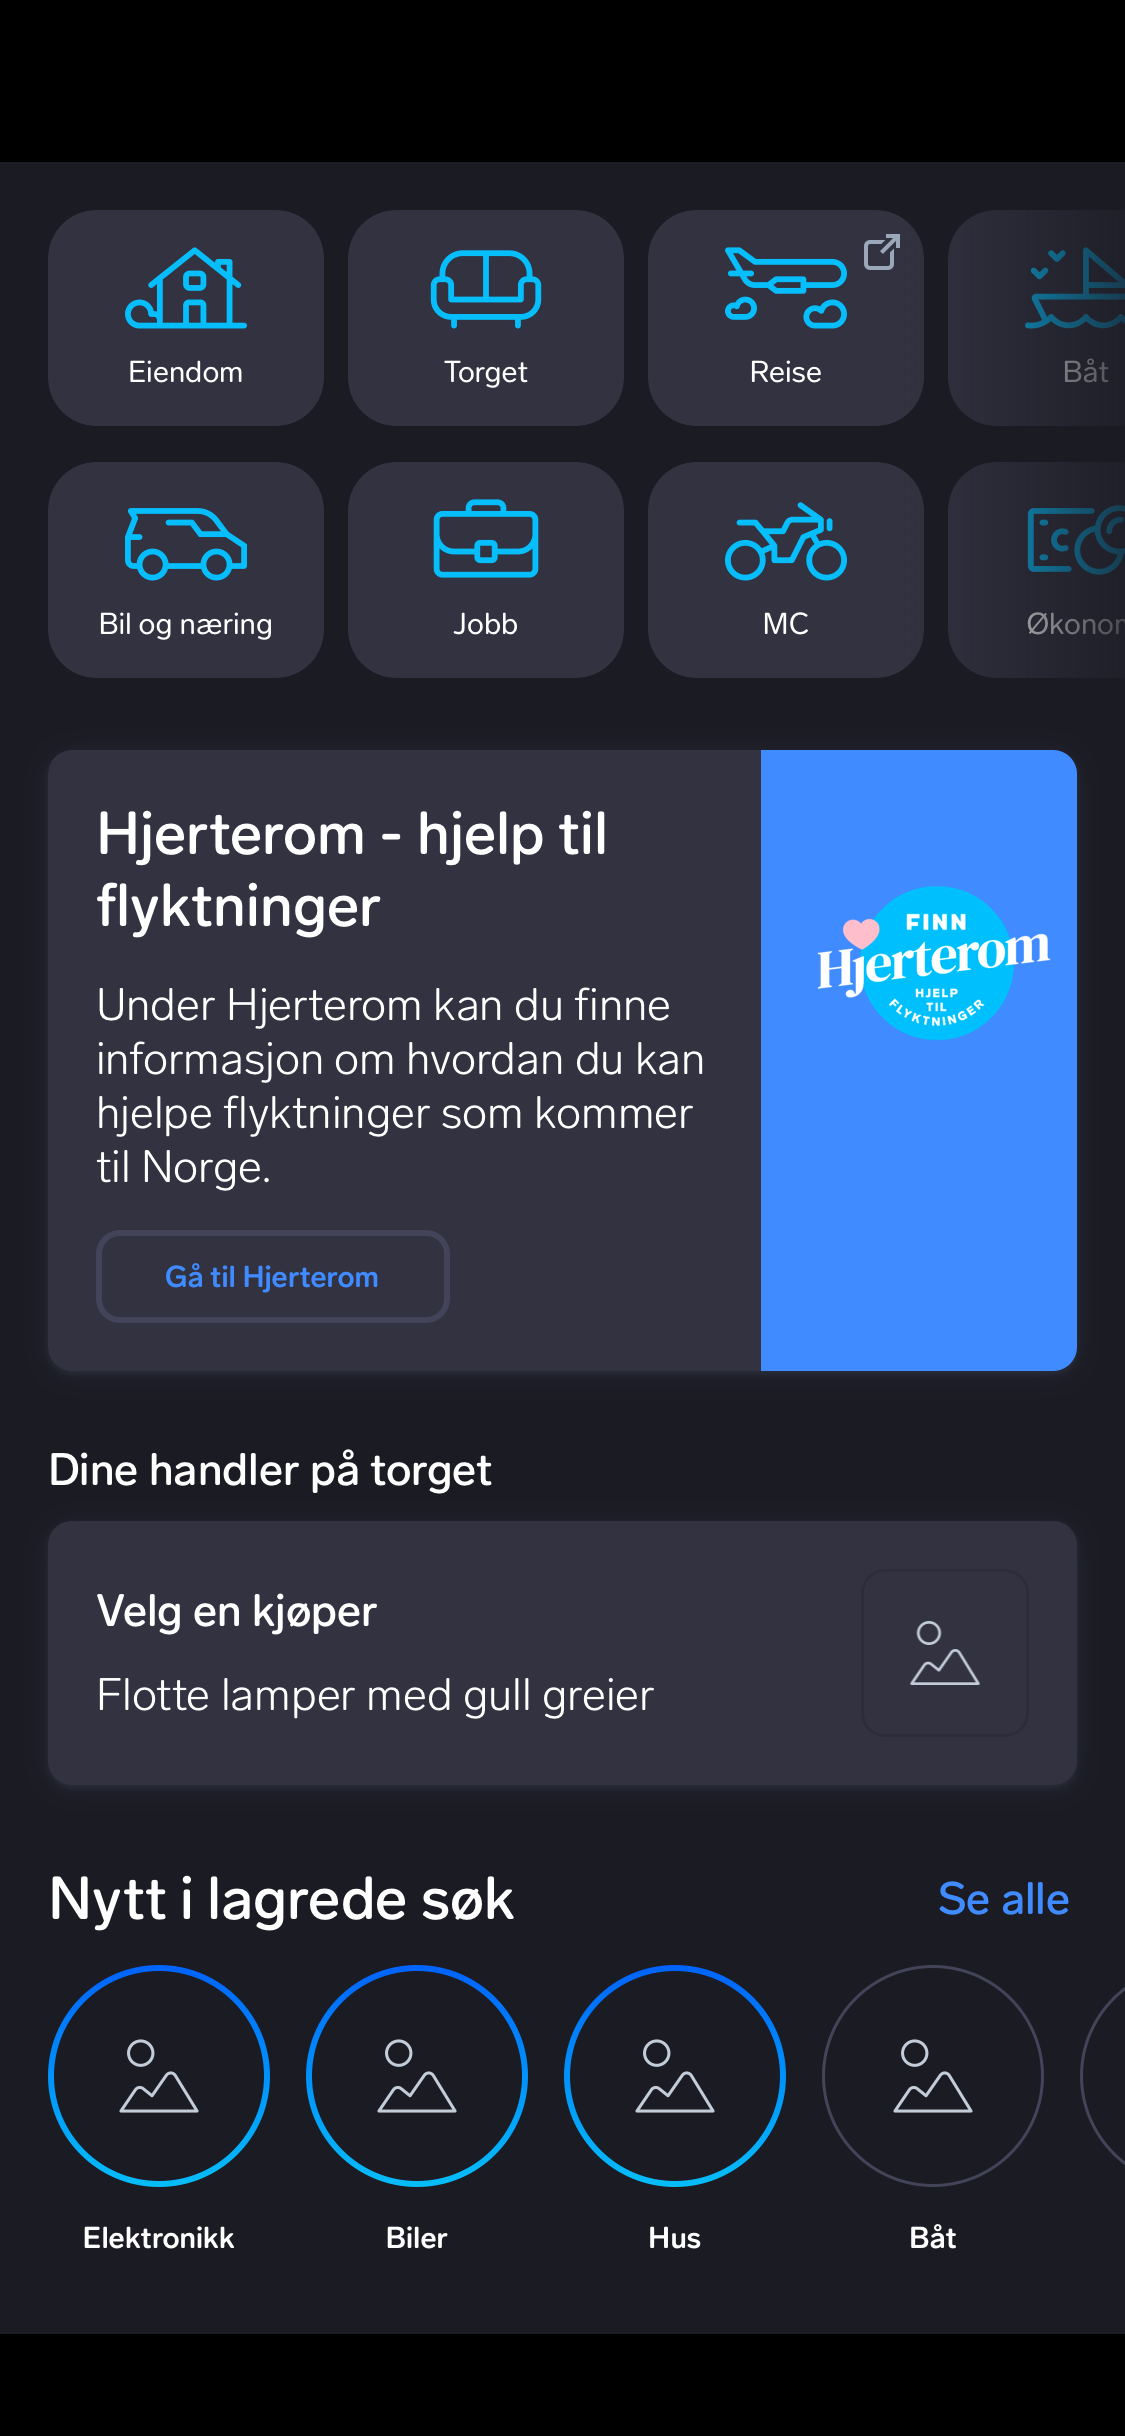 Eiendom
Torget
Reise
Båt
Bil og næring
Jobb
MC
Hjerterom - hjelp til
flyktninger
Under Hjerterom kan du finne
informasjon om hvordan du kan
hjelpe flyktninger som kommer
til Norge.
Gå til Hjerterom
FINN
Hjerterom
HJELP
TIL
FLYKTNINGER
Dine handler på torget
Velg en kjøper
Flotte lamper med gull greier
Nytt i lagrede søk
Se alle
Elektronikk
Biler
Hus
Båt